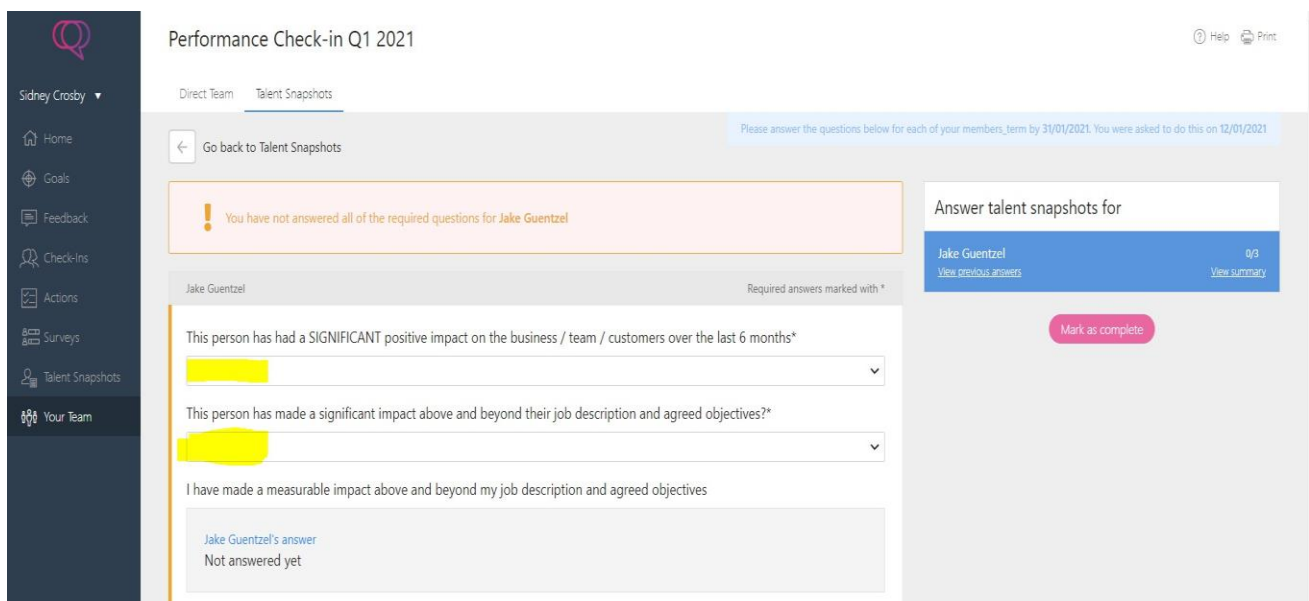 Performance Check-in Q1 2021
Help Print
Sidney Crosby
Direct Team Talent Snapshots
Home
Goals
Feedback
Check-Ins
Actions
Surveys
Talent Snapshots
Your Team
Please answer the questions below for each of your members_term by 31/01/2021. You were asked to do this on 12/01/2021
Go back to Talent Snapshots
You have not answered all of the required questions for Jake Guentzel
Jake Guentzel Required answers marked with *
This person has had a SIGNIFICANT positive impact on the business / team / customers over the last 6 months*
This person has made a significant impact above and beyond their job description and agreed objectives?*
I have made a measurable impact above and beyond my job description and agreed objectives
Jake Guentzel's answer
Not answered yet
Answer talent snapshots for
Jake Guentzel 0/3
View previous answers View summary
Mark as complete